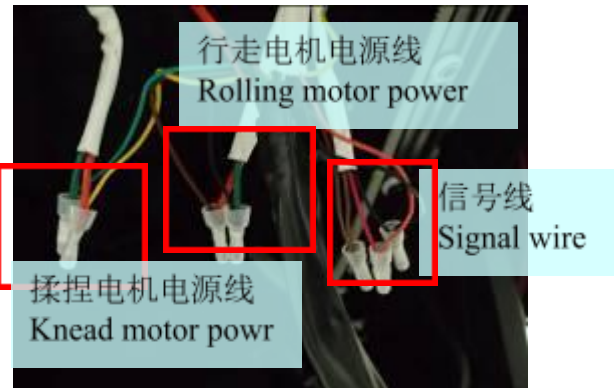 行走电机电源线
Rolling motor power
信号线
Signal wire
揉捏电机电源线
Knead motor powr